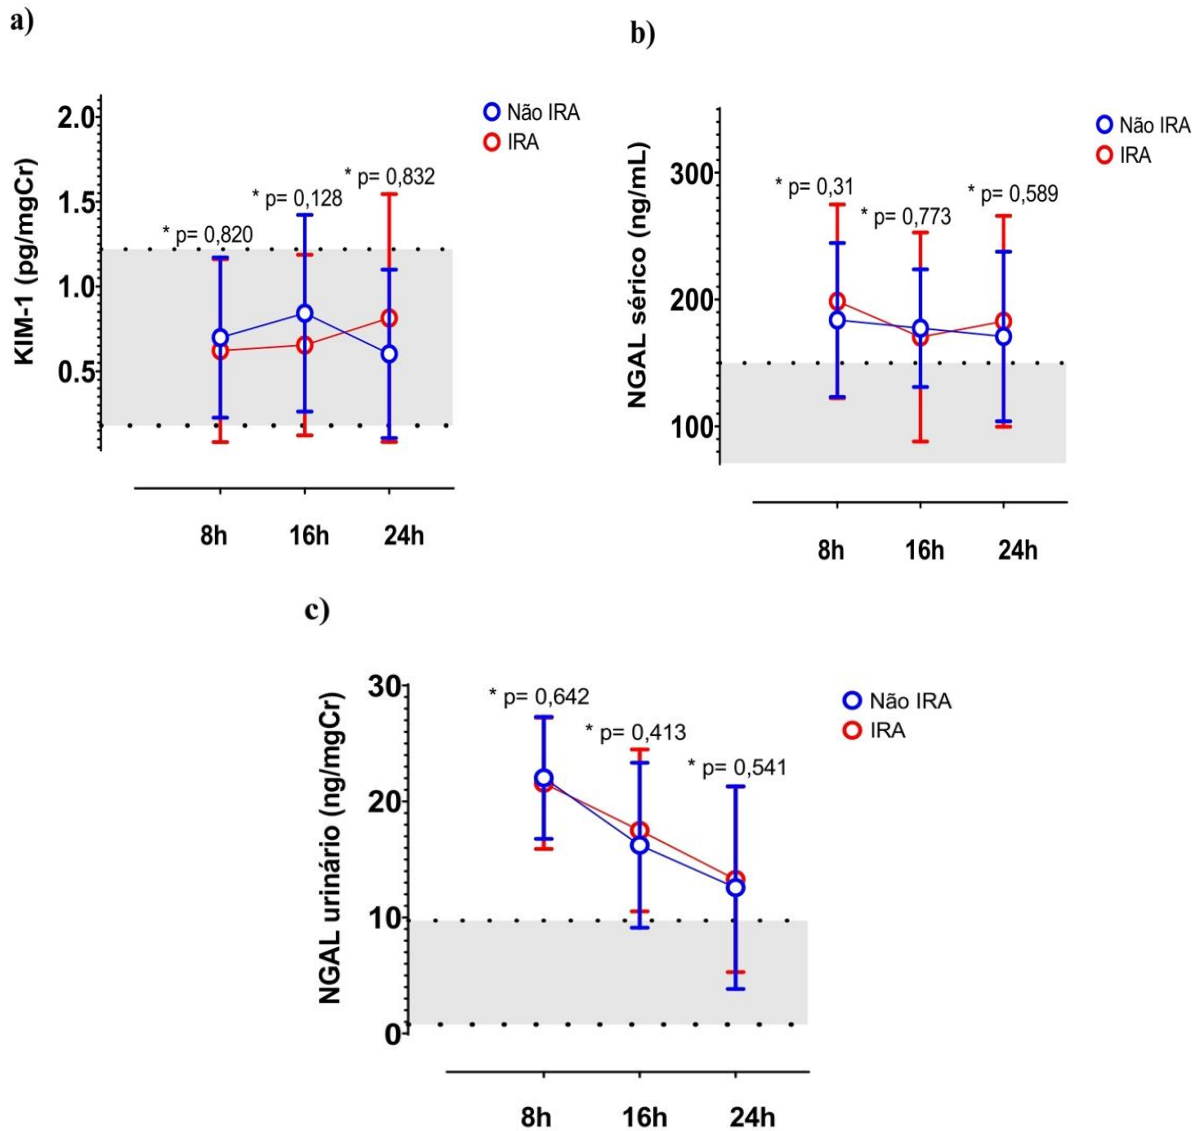 a)
KIM-1 (pg/mgCr)
2.0
1.5
1.0
0.5
* p= 0,820
* p= 0,128
* p= 0,832
Não IRA
IRA
8h 16h 24h
b)
NGAL sérico (ng/mL)
300
200
100
* p= 0,31
* p= 0,773
* p= 0,589
Não IRA
IRA
8h 16h 24h
c)
NGAL urinário (ng/mgCr)
30
20
10
0
* p= 0,642
* p= 0,413
* p= 0,541
Não IRA
IRA
8h 16h 24h